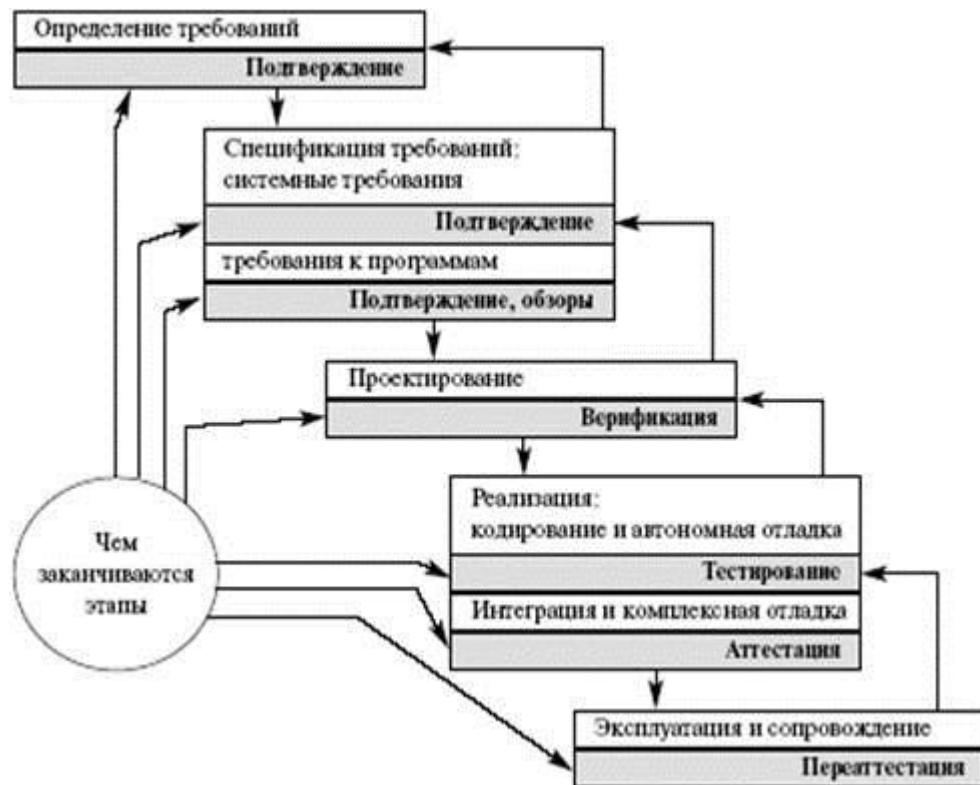 Определение требований
Подтверждение
Спецификация требований:
системные требования
Подтверждение
требования к программам
Подтверждение, обзоры
Проектирование
Верификация
Реализация:
кодирование и автономная отладка
Тестирование
Интеграция и комплексная отладка
Аттестация
Эксплуатация и сопровождение
Переаттестация
Чем
заканчиваются
этапы